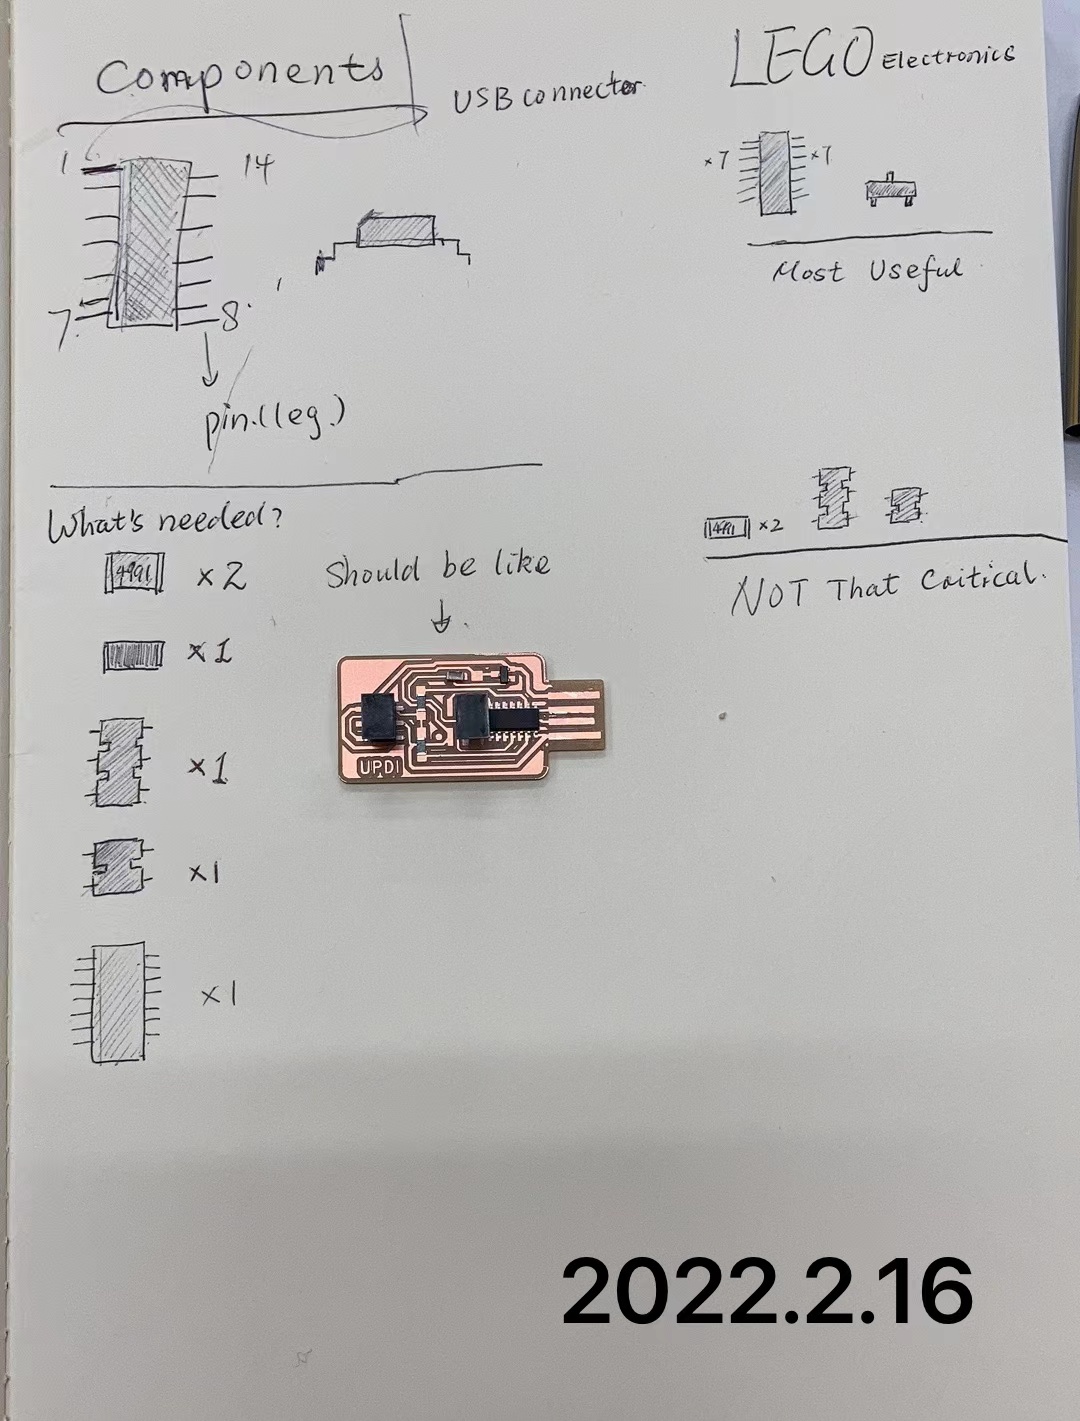 Components
USB connector
1
14
7
8
pin.(leg.)
LEGO Electronics
×7
×7
Most Useful
What's needed?
4991 ×2
×1
×1
×1
×1
Should be like
UPDI
4991 ×2
NOT That Critical.
2022.2.16